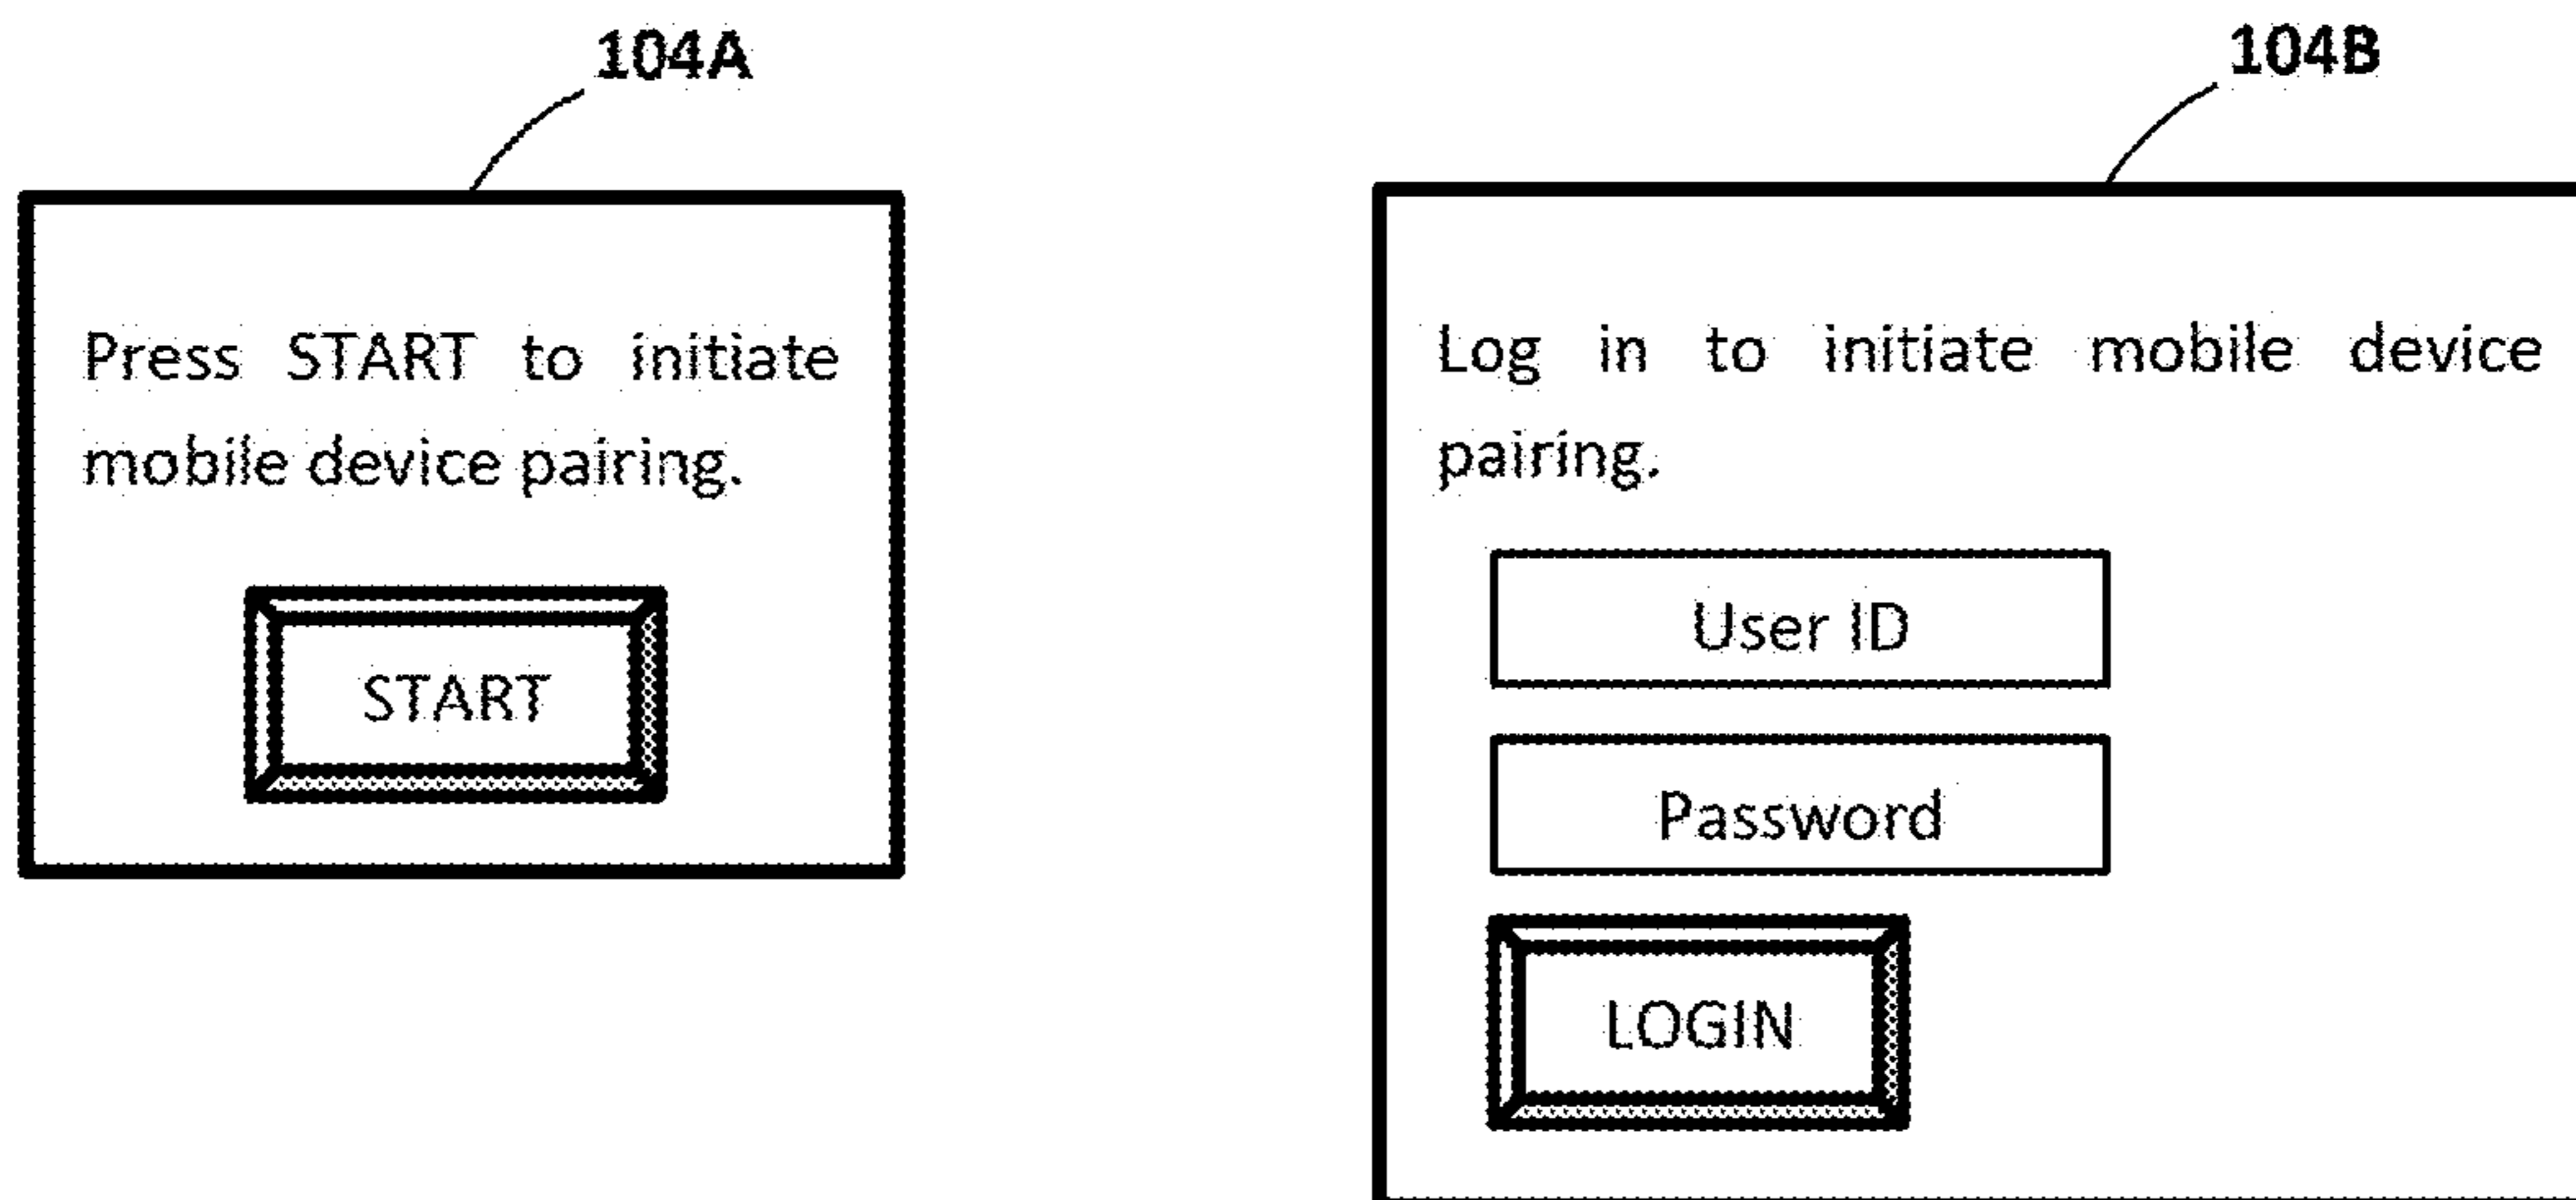 104A
Press START to initiate
mobile device pairing.
START
104B
Log in to initiate mobile device
pairing.
User ID
Password
LOGIN